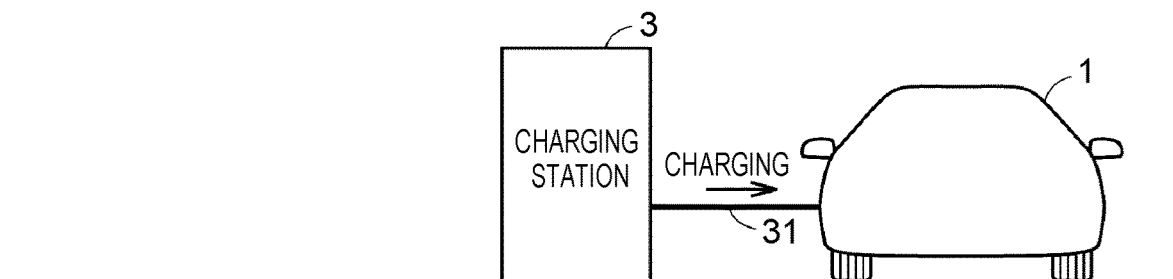 3
1
CHARGING
STATION
CHARGING
31